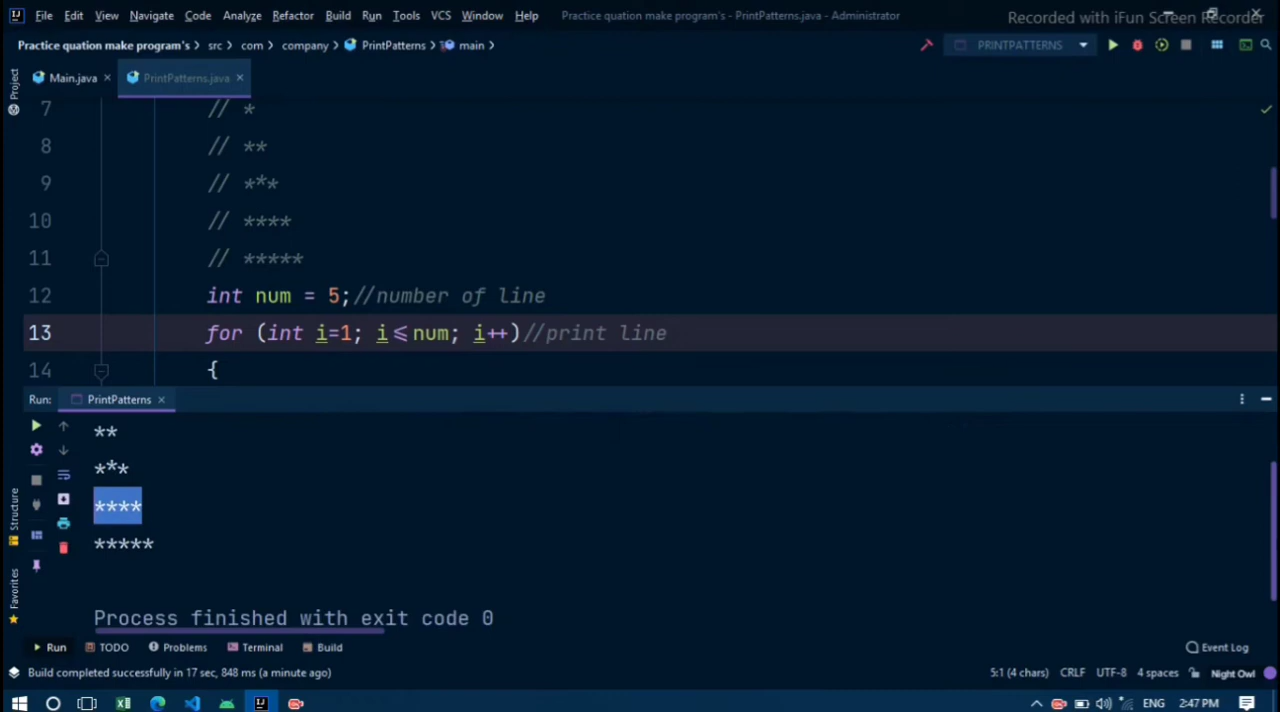 File Edit View Navigate Code Analyze Refactor Build Run Tools VCS Window Help Practice quation make program's - PrintPatterns.java - Administrator
Recorded with iFun Screen Recorder
Practice quation make program's > src > com > company > PrintPatterns > main > PRINTPATTERNS
Main.java × PrintPatterns.java ×
Project
7 // *
8 // **
9 // ***
10 // ****
11 // *****
12 int num = 5;//number of line
13 for (int i=1; i<=num; i++)//print line
14 {
Run: PrintPatterns ×
**
***
****
*****
Process finished with exit code 0
Structure
Favorites
Run TODO Problems Terminal Build Event Log
Build completed successfully in 17 sec, 848 ms (a minute ago) 5:1 (4 chars) CRLF UTF-8 4 spaces Night Owl
ENG 2:47 PM